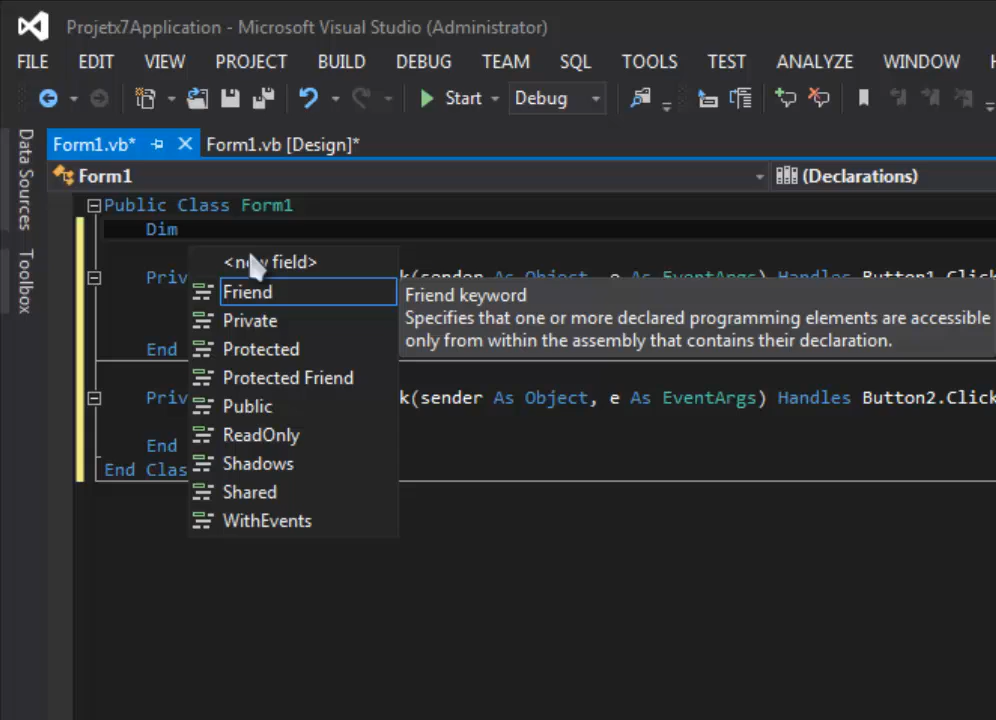 Projetx7Application - Microsoft Visual Studio (Administrator)
FILE EDIT VIEW PROJECT BUILD DEBUG TEAM SQL TOOLS TEST ANALYZE WINDOW H
Start Debug
Form1.vb* Form1.vb [Design]*
Form1 (Declarations)
Data Sources
Toolbox
Public Class Form1
Dim
<new field>
Priv k(sender As Object, e As EventArgs) Handles Button1.Click
Friend
Friend keyword
Specifies that one or more declared programming elements are accessible
only from within the assembly that contains their declaration.
Private
End
Protected
Protected Friend
Priv k(sender As Object, e As EventArgs) Handles Button2.Click
Public
ReadOnly
End
Shadows
End Clas
Shared
WithEvents